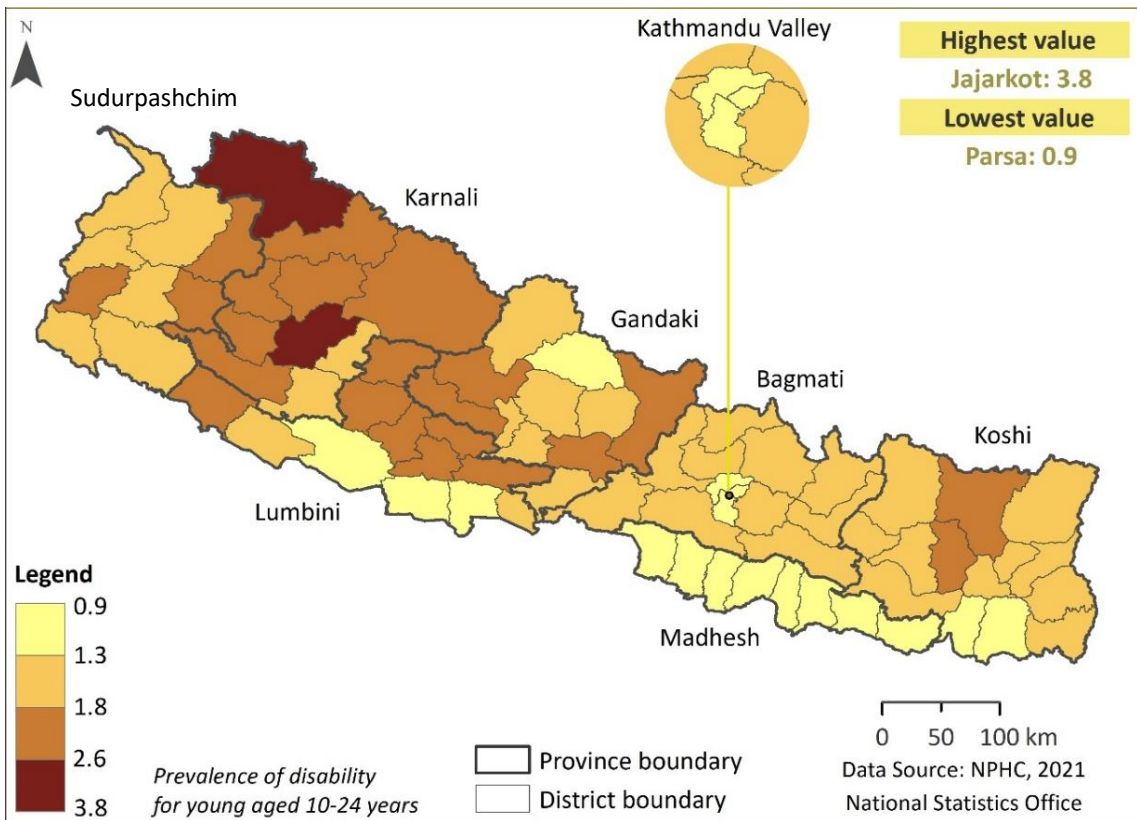 N
Kathmandu Valley
Highest value
Jajarkot: 3.8
Lowest value
Parsa: 0.9
Sudurpashchim
Karnali
Gandaki
Bagmati
Koshi
Lumbini
Madhesh
Legend
0.9
1.3
1.8
2.6
3.8
Prevalence of disability
for young aged 10-24 years
Province boundary
District boundary
0 50 100 km
Data Source: NPHC, 2021
National Statistics Office